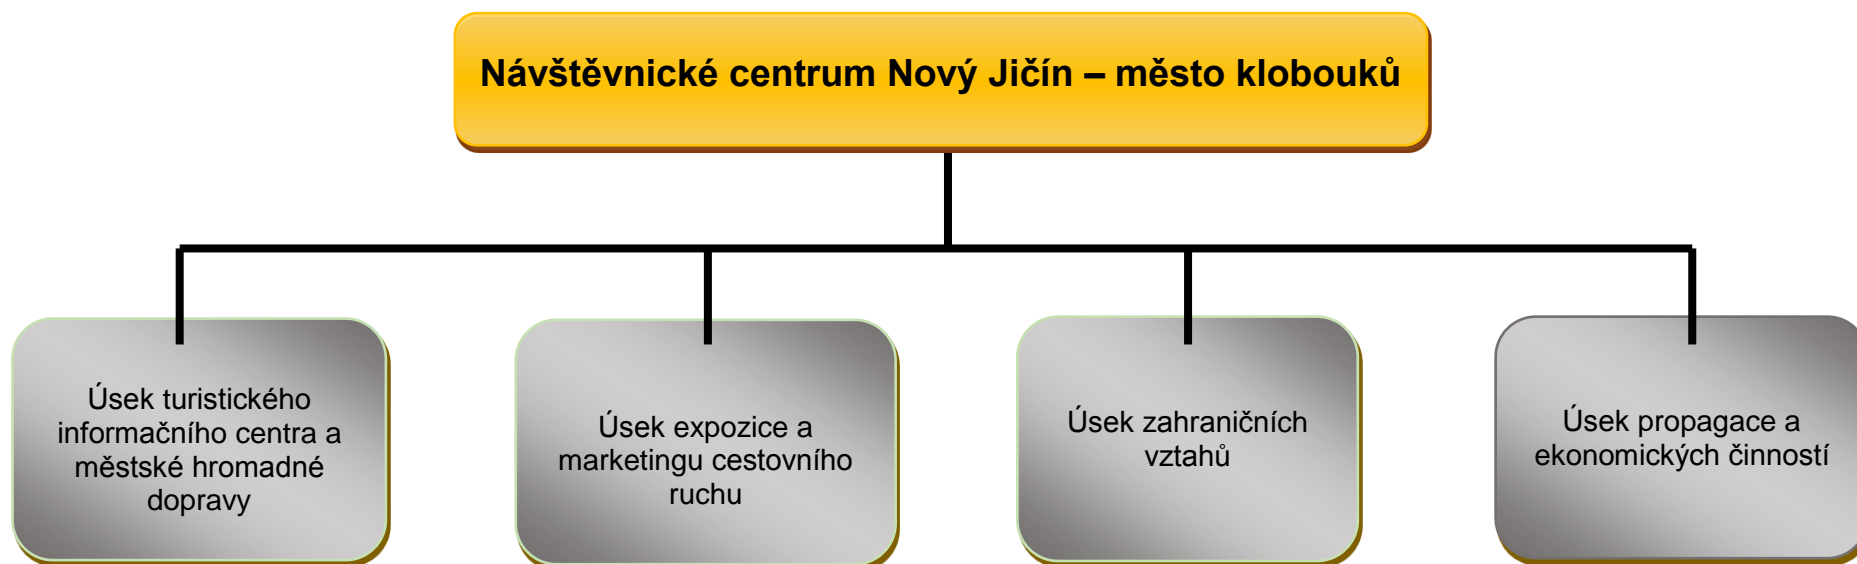 Návštěvnické centrum Nový Jičín – město klobouků
Úsek turistického
informačního centra a
městské hromadné
dopravy
Úsek expozice a
marketingu cestovního
ruchu
Úsek zahraničních
vztahů
Úsek propagace a
ekonomických činností